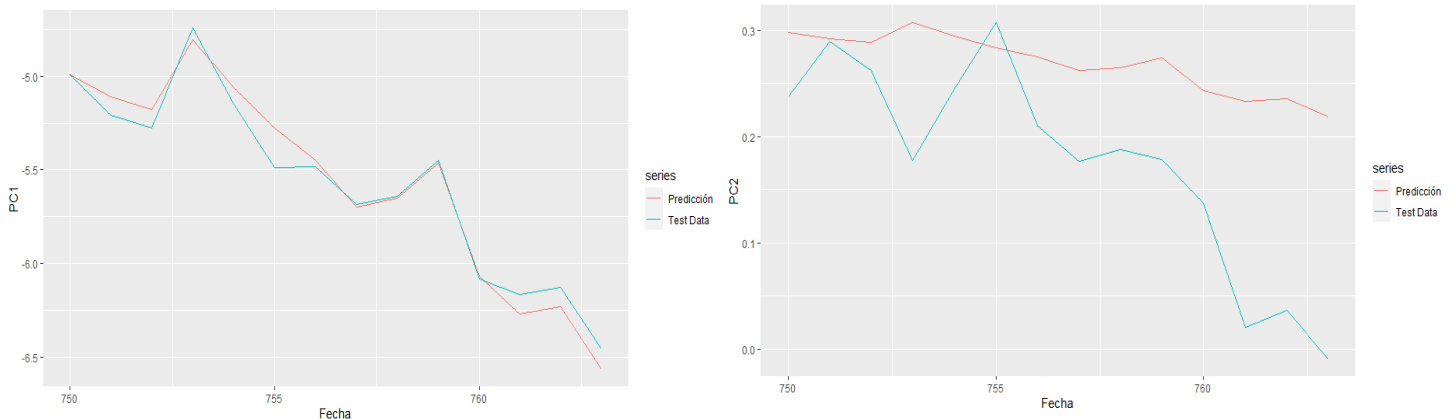 -5.0
-5.5
-6.0
-6.5
PC1
750
755
760
Fecha
series
Predicción
Test Data
0.3
0.2
0.1
0.0
PC2
750
755
760
Fecha
series
Predicción
Test Data